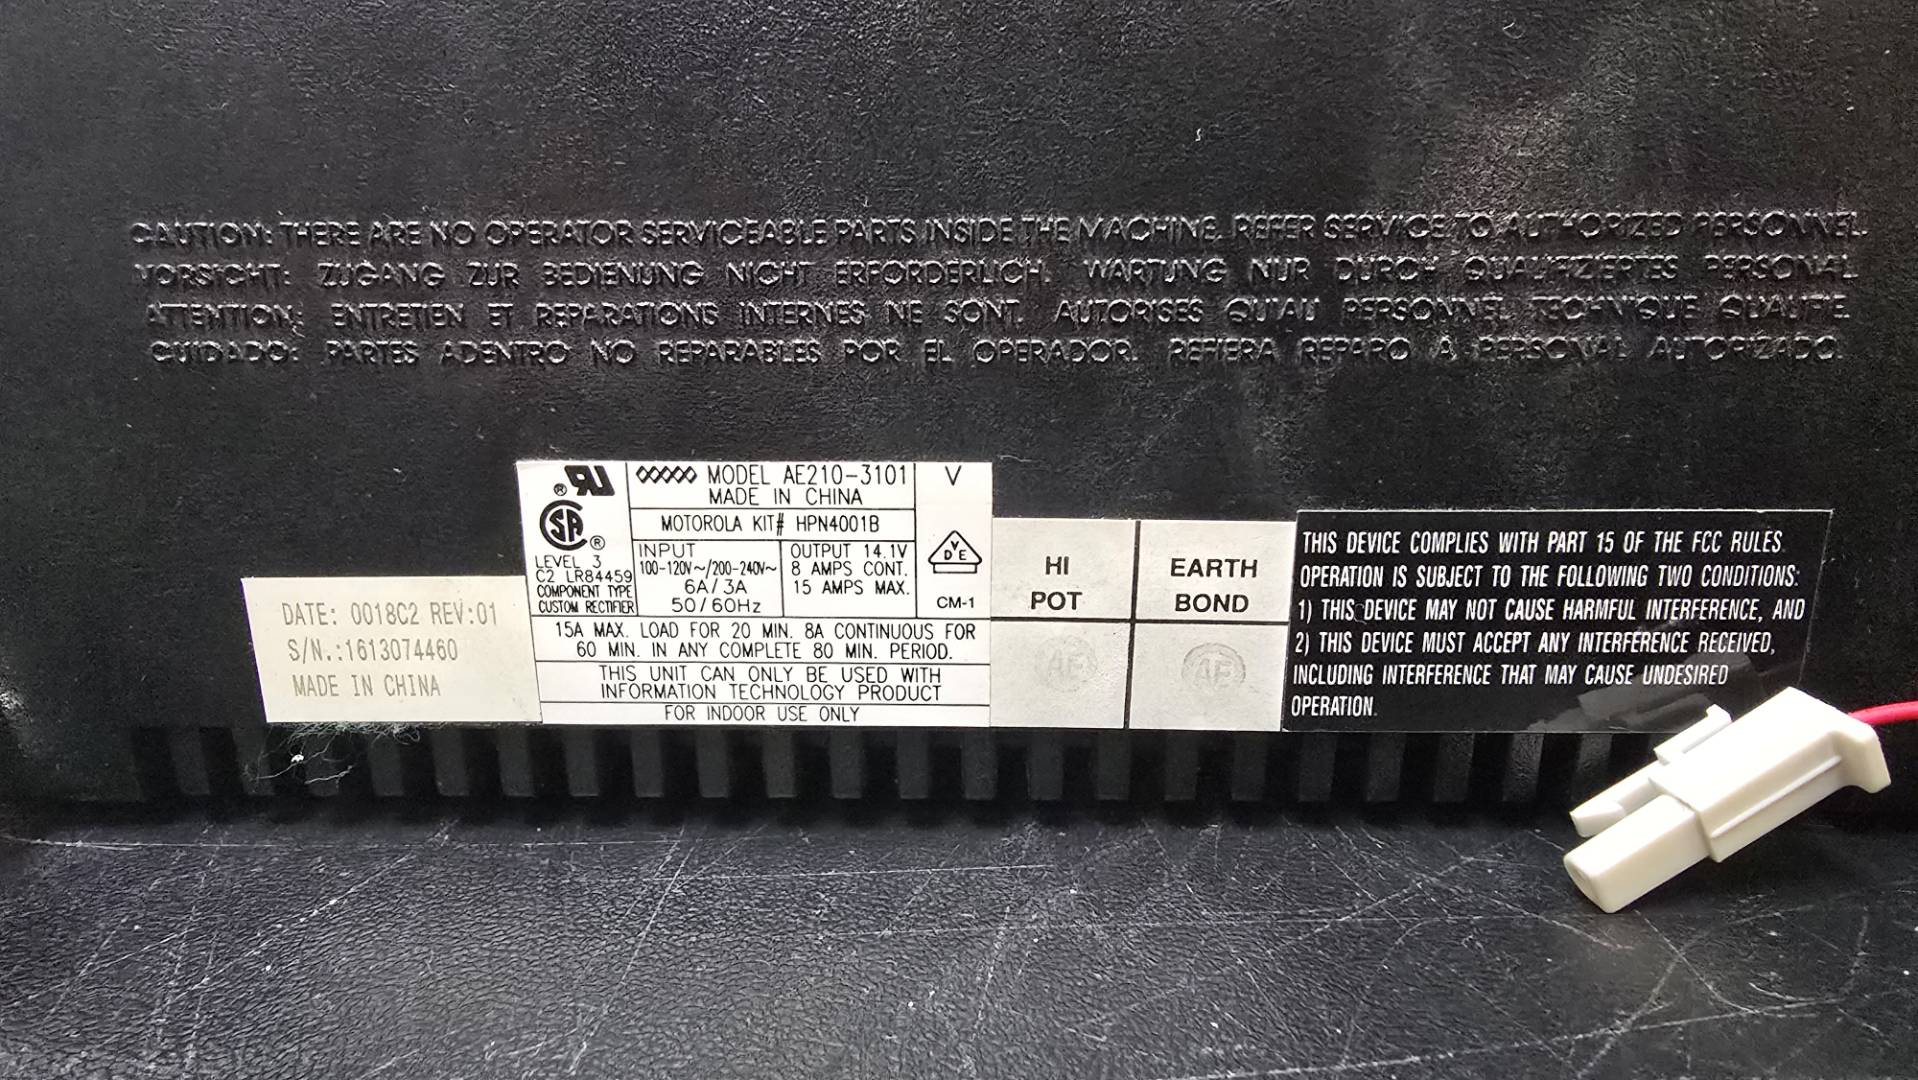 CAUTION: THERE ARE NO OPERATOR SERVICEABLE PARTS INSIDE THE MACHINE. REFER SERVICE TO AUTHORIZED PERSONNEL.
VORSICHT: ZUGANG ZUR BEDIENUNG NICHT ERFORDERLICH. WARTUNG NUR DURCH QUALIFIZIERTES PERSONAL.
ATTENTION: ENTRETIEN ET REPARATIONS INTERNES NE SONT. AUTORISES QU'AU PERSONNEL TECHNIQUE QUALIFIE.
CUIDADO: PARTES ADENTRO NO REPARABLES POR EL OPERADOR. REFIERA REPARO A PERSONAL AUTORIZADO.
DATE: 0018C2 REV:01
S/N.:1613074460
MADE IN CHINA
RU ®
SA ®
LEVEL 3
C2 LR84459
COMPONENT TYPE
CUSTOM RECTIFIER
MODEL AE210-3101
MADE IN CHINA
MOTOROLA KIT# HPN4001B
INPUT
100-120V~/200-240V~
6A/3A
50/60Hz
OUTPUT 14.1V
8 AMPS CONT.
15 AMPS MAX.
V
DVE
CM-1
15A MAX. LOAD FOR 20 MIN. 8A CONTINUOUS FOR
60 MIN. IN ANY COMPLETE 80 MIN. PERIOD.
THIS UNIT CAN ONLY BE USED WITH
INFORMATION TECHNOLOGY PRODUCT
FOR INDOOR USE ONLY
HI
POT
AE
EARTH
BOND
AE
THIS DEVICE COMPLIES WITH PART 15 OF THE FCC RULES.
OPERATION IS SUBJECT TO THE FOLLOWING TWO CONDITIONS:
1) THIS DEVICE MAY NOT CAUSE HARMFUL INTERFERENCE, AND
2) THIS DEVICE MUST ACCEPT ANY INTERFERENCE RECEIVED,
INCLUDING INTERFERENCE THAT MAY CAUSE UNDESIRED
OPERATION.